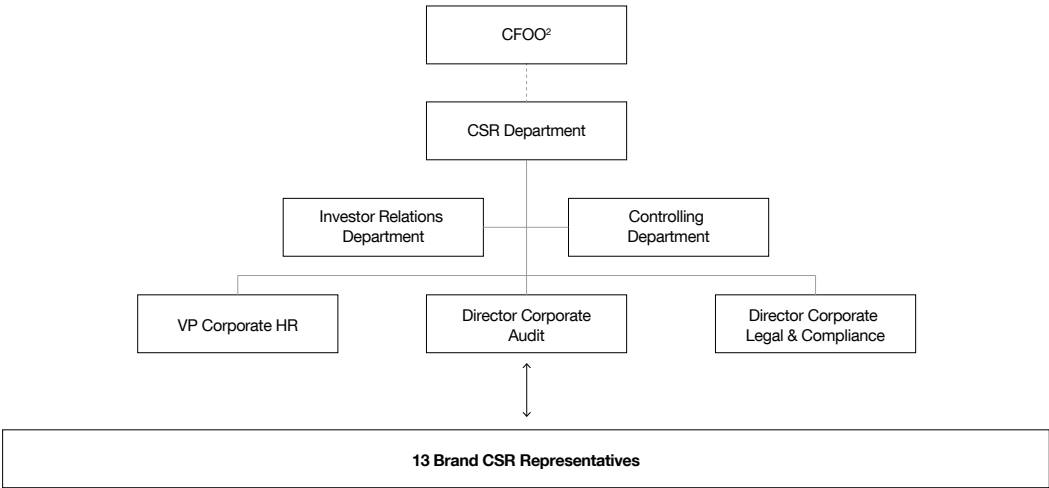 CFOO²
CSR Department
Investor Relations
Department
Controlling
Department
VP Corporate HR
Director Corporate
Audit
Director Corporate
Legal & Compliance
13 Brand CSR Representatives